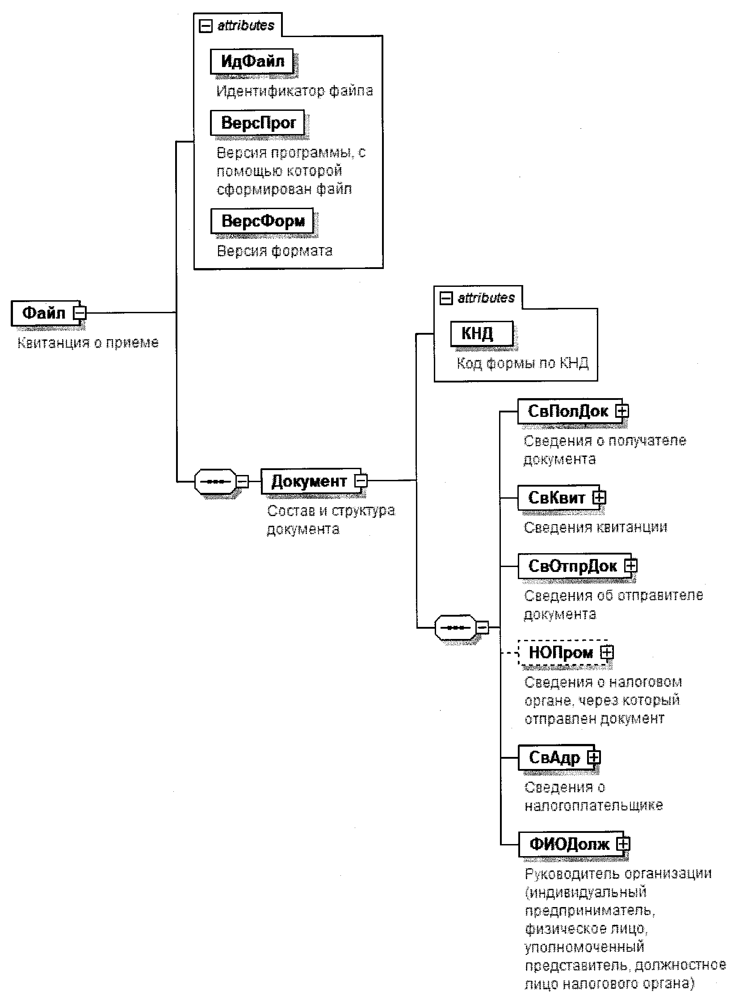 attributes
ИдФайл
Идентификатор файла
ВерсПрог
Версия программы, с
помощью которой
сформирован файл
ВерсФорм
Версия формата
Файл
Квитанция о приеме
attributes
КНД
Код формы по КНД
СвПолДок
Сведения о получателе
документа
Документ
Состав и структура
документа
СвКвит
Сведения квитанции
СвОтпрДок
Сведения об отправителе
документа
НОПром
Сведения о налоговом
органе, через который
отправлен документ
СвАдр
Сведения о
налогоплательщике
ФИОДолж
Руководитель организации
(индивидуальный
предприниматель,
физическое лицо,
уполномоченный
представитель, должностное
лицо налогового органа)